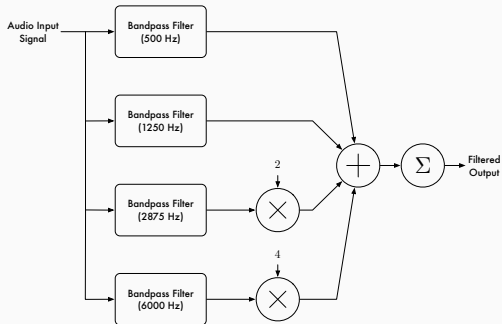 Audio Input
Signal
Bandpass Filter
(500 Hz)
Bandpass Filter
(1250 Hz)
2
+
Σ
Filtered
Output
Bandpass Filter
(2875 Hz)
×
4
Bandpass Filter
(6000 Hz)
×